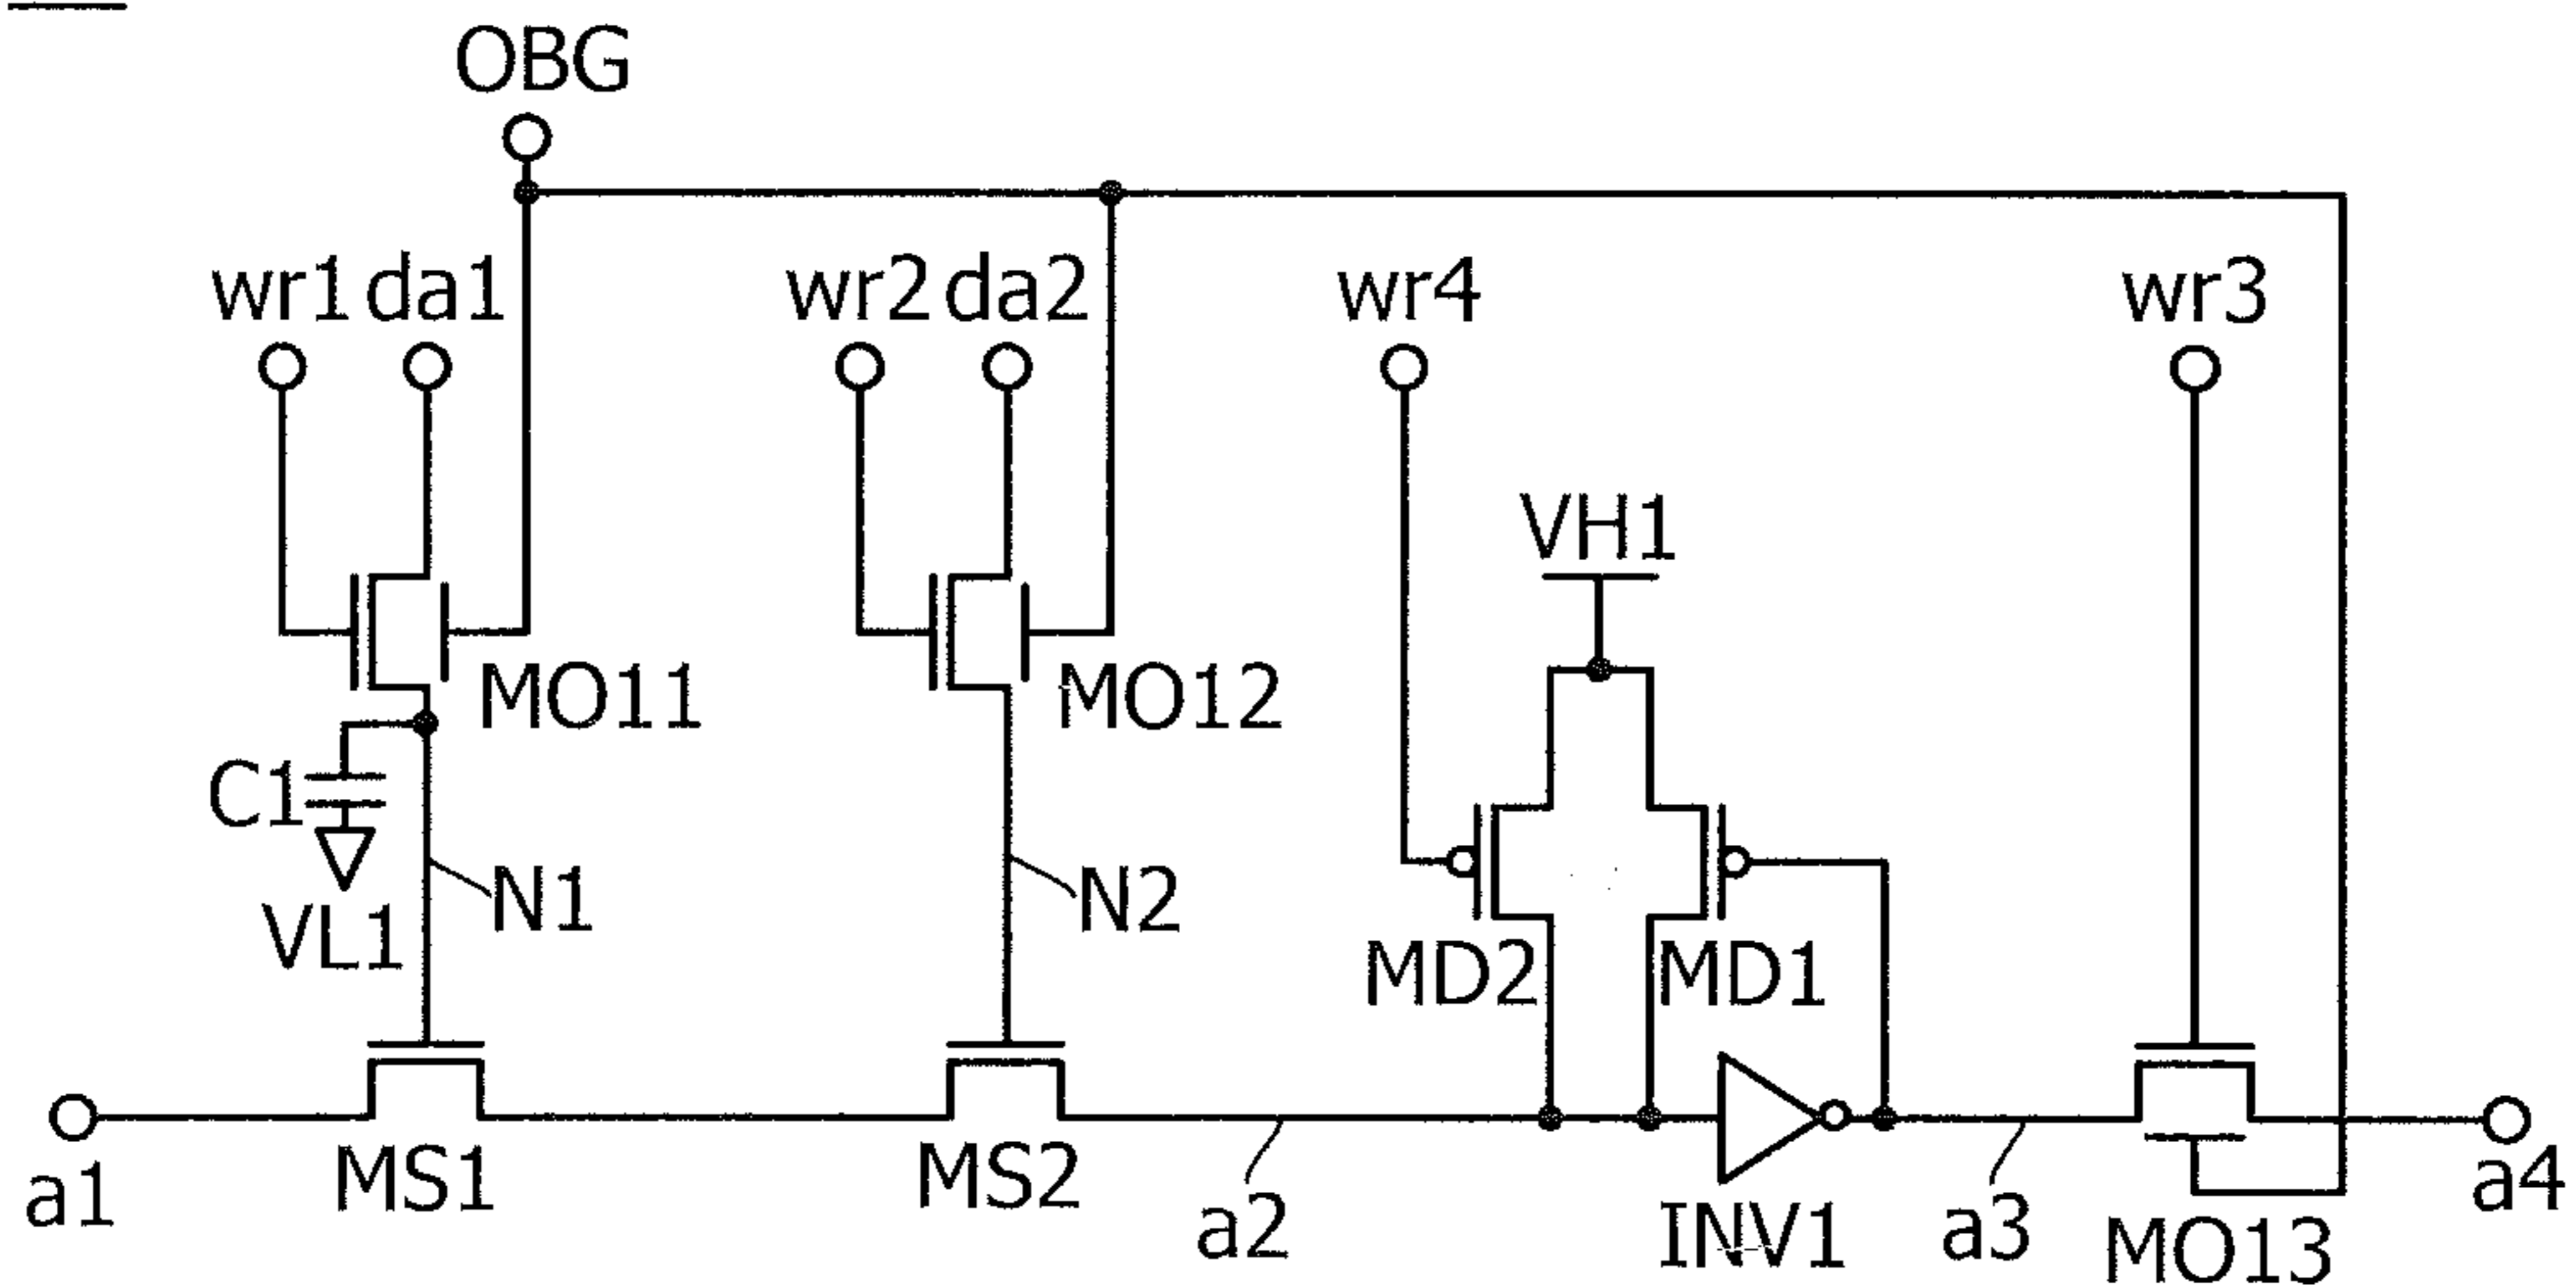 OBG
wr1 da1 wr2 da2 wr4 wr3
VH1
MO11 MO12
C1
N1 N2
VL1 MD2 MD1
a1 MS1 MS2 a2 INV1 a3 MO13 a4